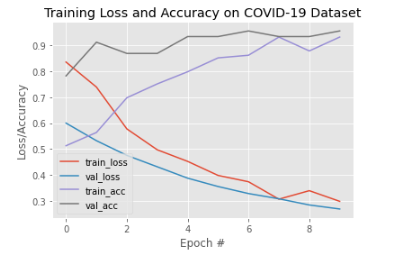 Training Loss and Accuracy on COVID-19 Dataset
Loss/Accuracy
0.9
0.8
0.7
0.6
0.5
0.4
0.3
train_loss
val_loss
train_acc
val_acc
0 2 4 6 8
Epoch #